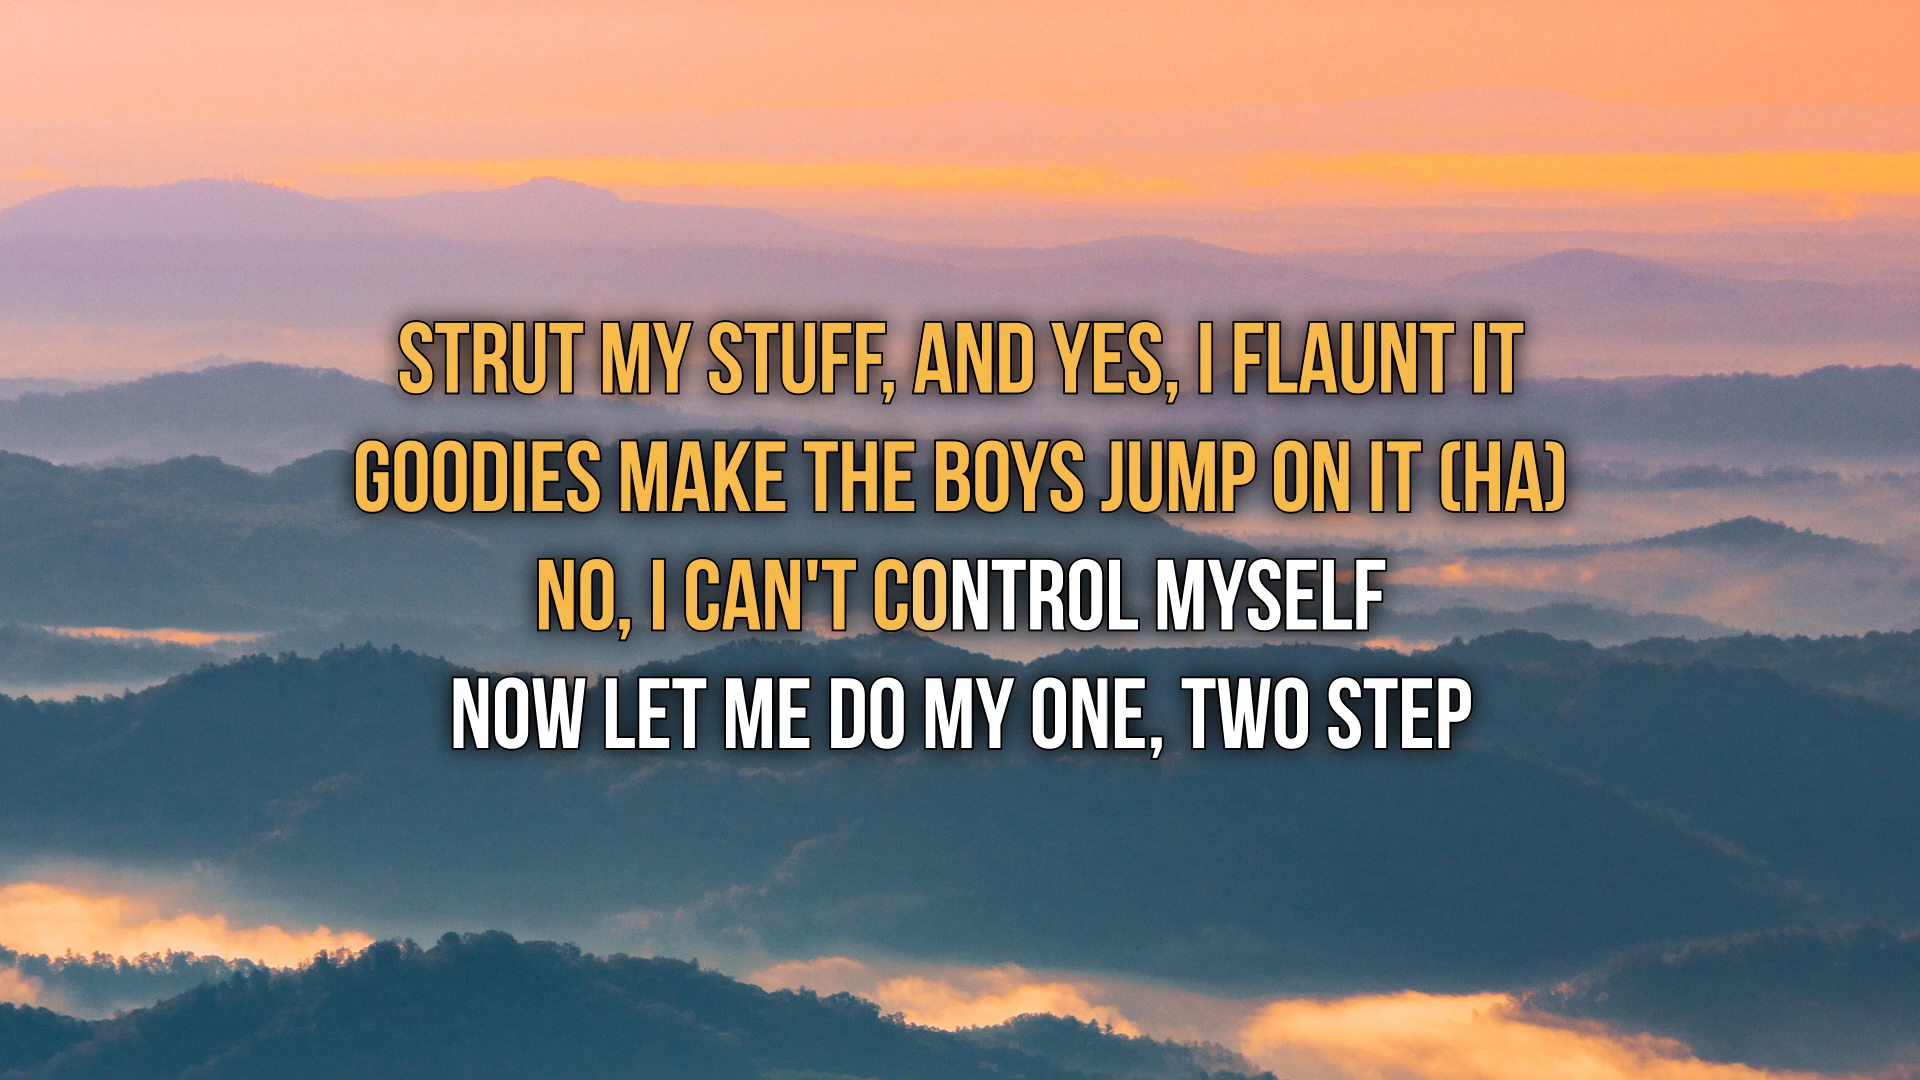 STRUT MY STUFF, AND YES, I FLAUNT IT
GOODIES MAKE THE BOYS JUMP ON IT (HA)
NO, I CAN'T CONTROL MYSELF
NOW LET ME DO MY ONE, TWO STEP